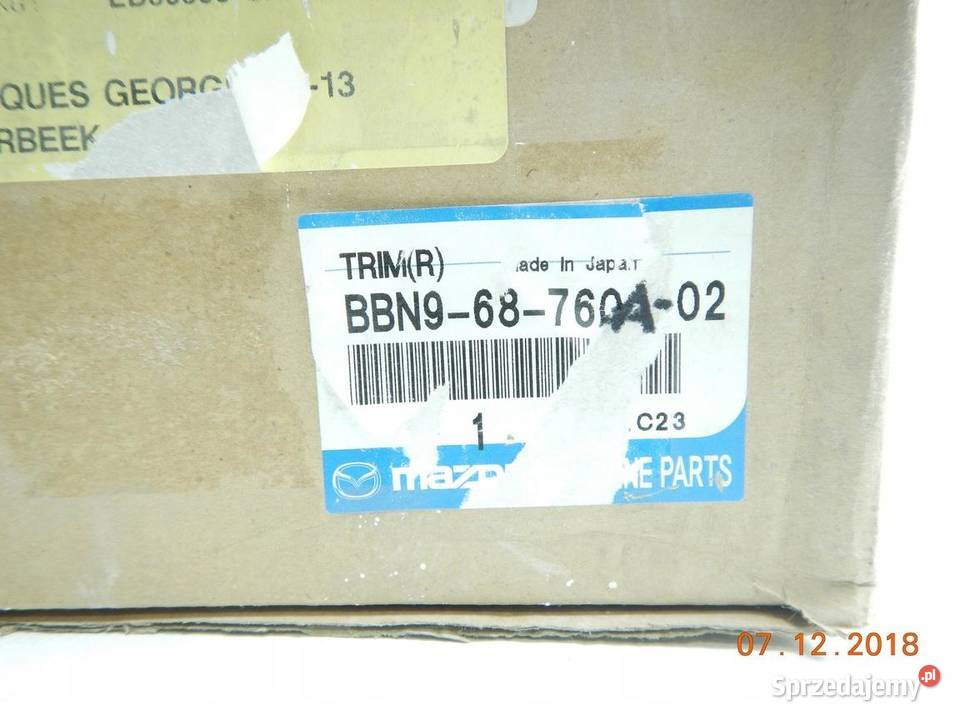 QUES GEORG -13
RBEEK
TRIM(R) ade In Japan
BBN9-68-760A-02
1 .C23
mazda NE PARTS
07.12.2018
Sprzedajemy.pl